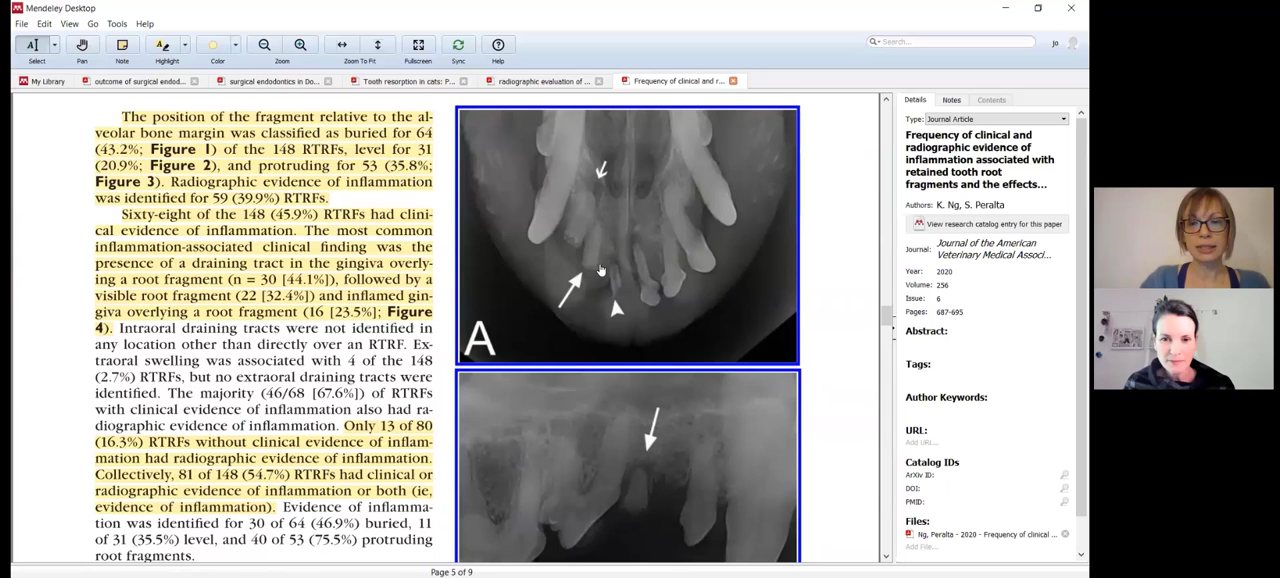 Mendeley Desktop
File Edit View Go Tools Help
Select Pan Note Highlight Color Zoom Zoom To Fit Fullscreen Sync Help
Search...
Jo
My Library
outcome of surgical endod...
surgical endodontics in Do...
Tooth resorption in cats: P...
radiographic evaluation of ...
Frequency of clinical and r...
The position of the fragment relative to the al-
veolar bone margin was classified as buried for 64
(43.2%; Figure 1) of the 148 RTRFs, level for 31
(20.9%; Figure 2), and protruding for 53 (35.8%;
Figure 3). Radiographic evidence of inflammation
was identified for 59 (39.9%) RTRFs.
Sixty-eight of the 148 (45.9%) RTRFs had clini-
cal evidence of inflammation. The most common
inflammation-associated clinical finding was the
presence of a draining tract in the gingiva overly-
ing a root fragment (n = 30 [44.1%]), followed by a
visible root fragment (22 [32.4%]) and inflamed gin-
giva overlying a root fragment (16 [23.5%]; Figure
4). Intraoral draining tracts were not identified in
any location other than directly over an RTRF. Ex-
traoral swelling was associated with 4 of the 148
(2.7%) RTRFs, but no extraoral draining tracts were
identified. The majority (46/68 [67.6%]) of RTRFs
with clinical evidence of inflammation also had ra-
diographic evidence of inflammation. Only 13 of 80
(16.3%) RTRFs without clinical evidence of inflam-
mation had radiographic evidence of inflammation.
Collectively, 81 of 148 (54.7%) RTRFs had clinical or
radiographic evidence of inflammation or both (ie,
evidence of inflammation). Evidence of inflamma-
tion was identified for 30 of 64 (46.9%) buried, 11
of 31 (35.5%) level, and 40 of 53 (75.5%) protruding
root fragments.
A
Page 5 of 9
Details Notes Contents
Type: Journal Article
Frequency of clinical and
radiographic evidence of
inflammation associated with
retained tooth root
fragments and the effects...
Authors: K. Ng, S. Peralta
View research catalog entry for this paper
Journal: Journal of the American
Veterinary Medical Associ...
Year: 2020
Volume: 256
Issue: 6
Pages: 687-695
Abstract:
Tags:
Author Keywords:
URL:
Add URL...
Catalog IDs
ArXiv ID:
DOI:
PMID:
Files:
Ng, Peralta - 2020 - Frequency of clinical ...
Add File...